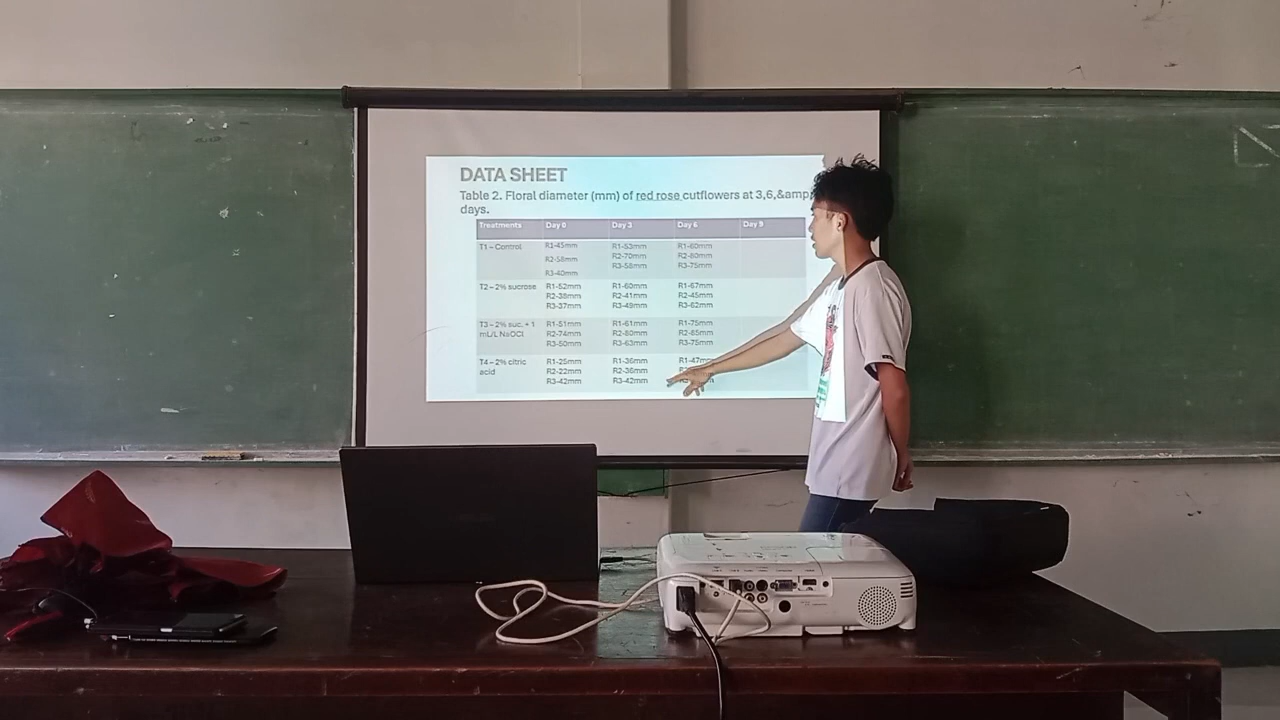 DATA SHEET
Table 2. Floral diameter (mm) of red rose cutflowers at 3,6,&amp
days.
Treatments Day 0 Day 3 Day 6 Day 9
T1 – Control R1-45mm R1-53mm R1-60mm
R2-58mm R2-70mm R2-80mm
R3-40mm R3-58mm R3-75mm
T2 – 2% sucrose R1-52mm R1-60mm R1-67mm
R2-38mm R2-41mm R2-45mm
R3-37mm R3-49mm R3-62mm
T3 – 2% suc. + 1 R1-51mm R1-61mm R1-75mm
mL/L NaOCl R2-74mm R2-80mm R2-85mm
R3-50mm R3-63mm R3-75mm
T4 – 2% citric R1-25mm R1-36mm R1-47mm
acid R2-22mm R2-36mm
R3-42mm R3-42mm